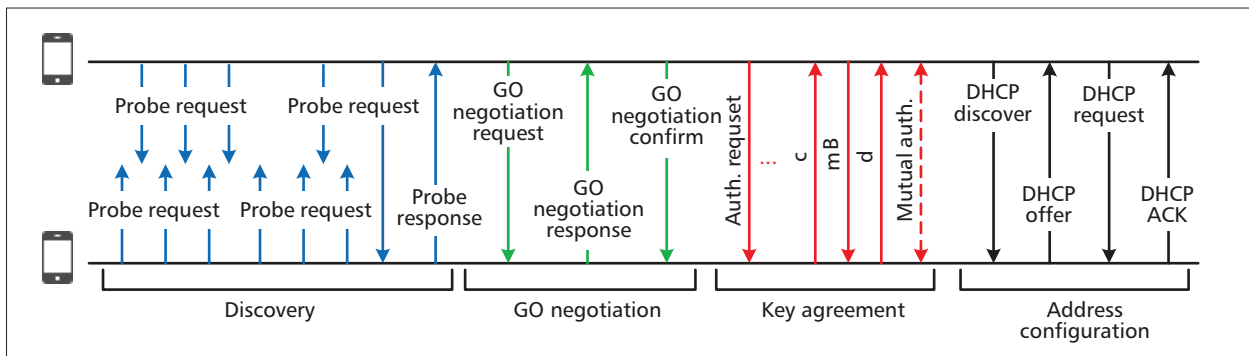 Probe request
Probe request
Probe request
Probe request
Probe
response
GO
negotiation
request
GO
negotiation
response
GO
negotiation
confirm
Auth. requset
...
c
mB
d
Mutual auth.
DHCP
discover
DHCP
offer
DHCP
request
DHCP
ACK
Discovery
GO negotiation
Key agreement
Address
configuration